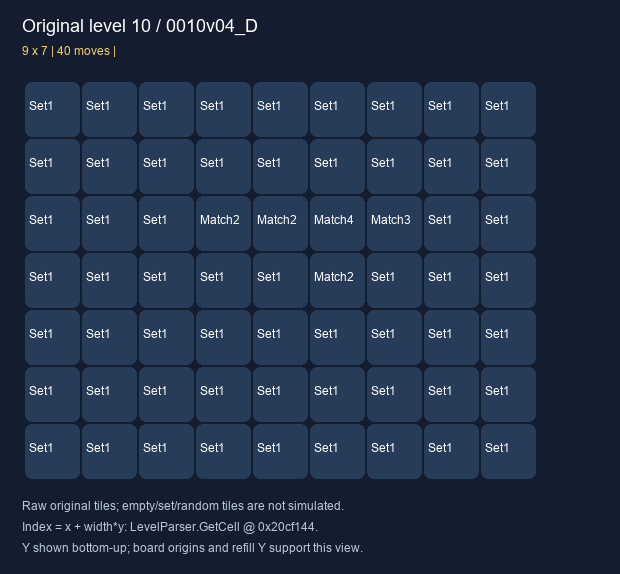 Original level 10 / 0010v04_D
9 x 7 | 40 moves |
Set1 Set1 Set1 Set1 Set1 Set1 Set1 Set1 Set1
Set1 Set1 Set1 Set1 Set1 Set1 Set1 Set1 Set1
Set1 Set1 Set1 Match2 Match2 Match4 Match3 Set1 Set1
Set1 Set1 Set1 Set1 Set1 Match2 Set1 Set1 Set1
Set1 Set1 Set1 Set1 Set1 Set1 Set1 Set1 Set1
Set1 Set1 Set1 Set1 Set1 Set1 Set1 Set1 Set1
Set1 Set1 Set1 Set1 Set1 Set1 Set1 Set1 Set1
Raw original tiles; empty/set/random tiles are not simulated.
Index = x + width*y: LevelParser.GetCell @ 0x20cf144.
Y shown bottom-up; board origins and refill Y support this view.